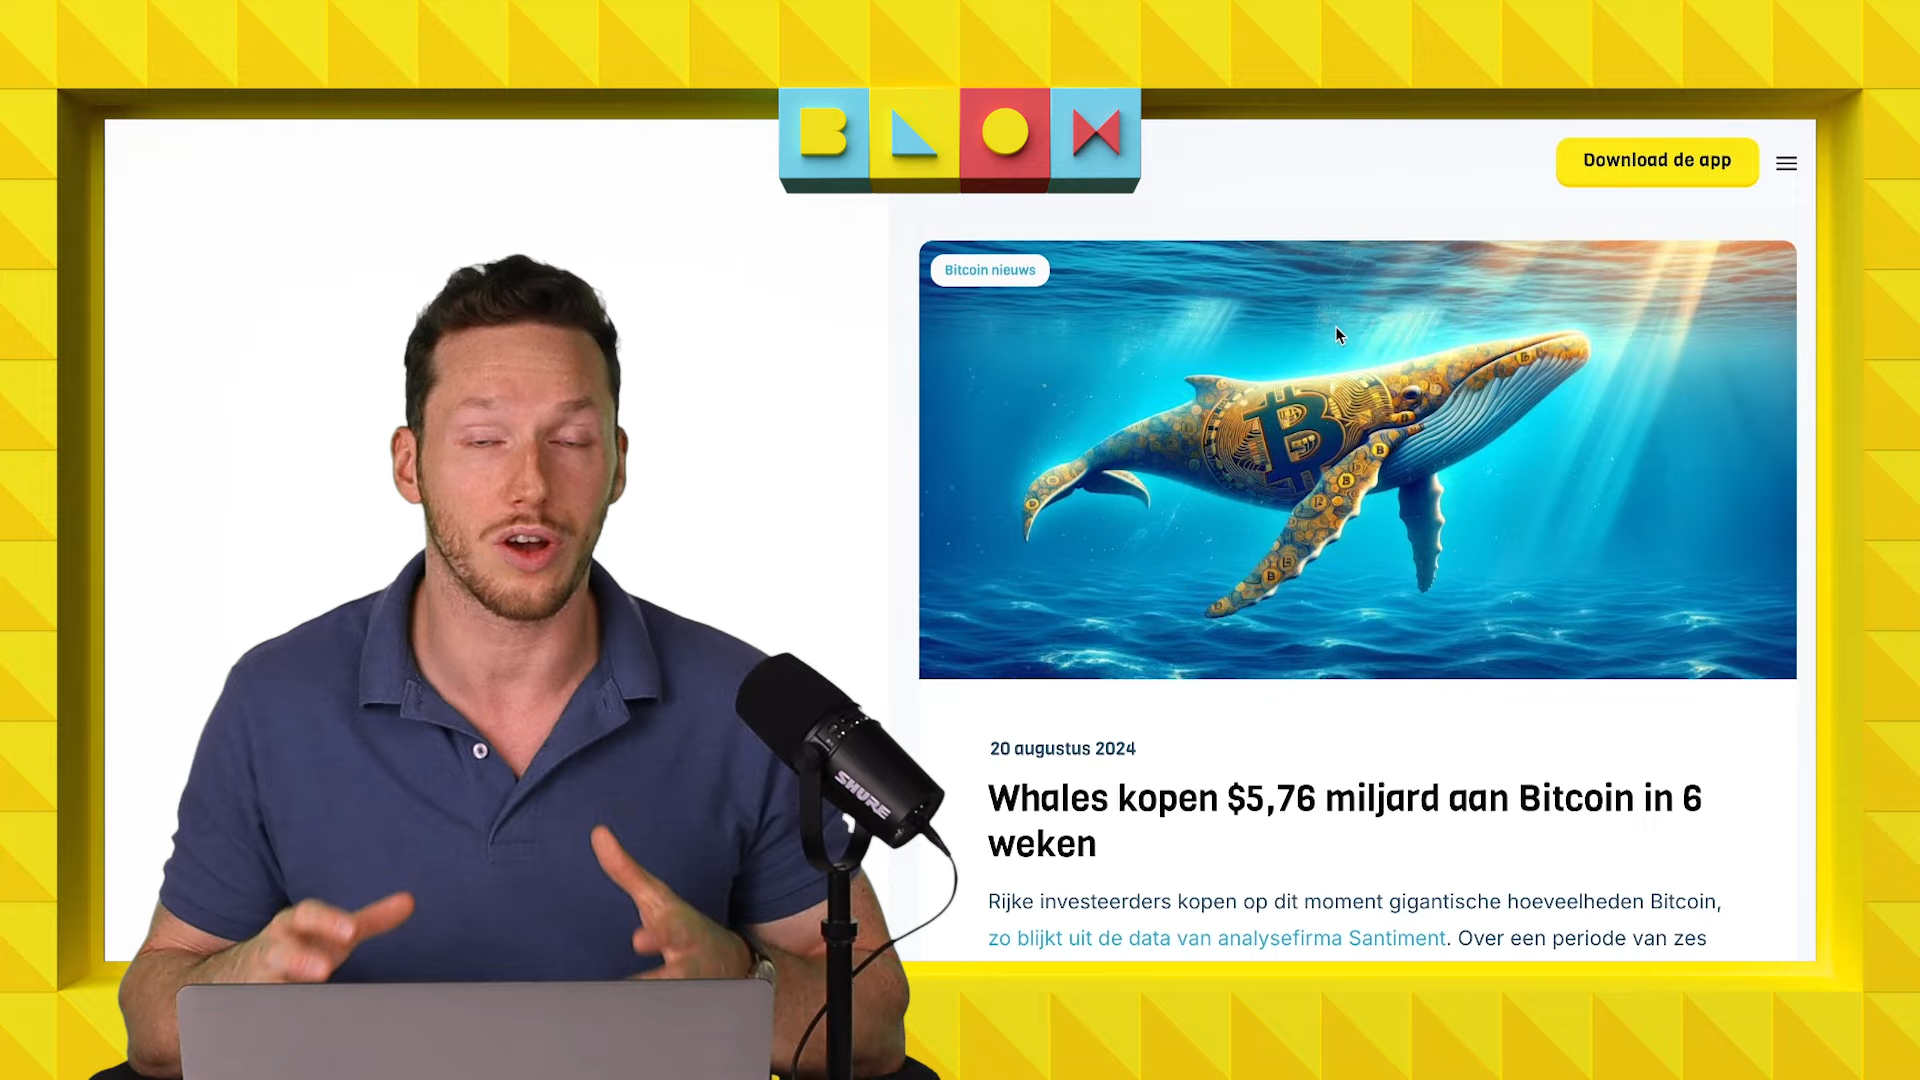 BLOX
Download de app
Bitcoin nieuws
20 augustus 2024
Whales kopen $5,76 miljard aan Bitcoin in 6
weken
Rijke investeerders kopen op dit moment gigantische hoeveelheden Bitcoin,
zo blijkt uit de data van analysefirma Santiment. Over een periode van zes
SHURE